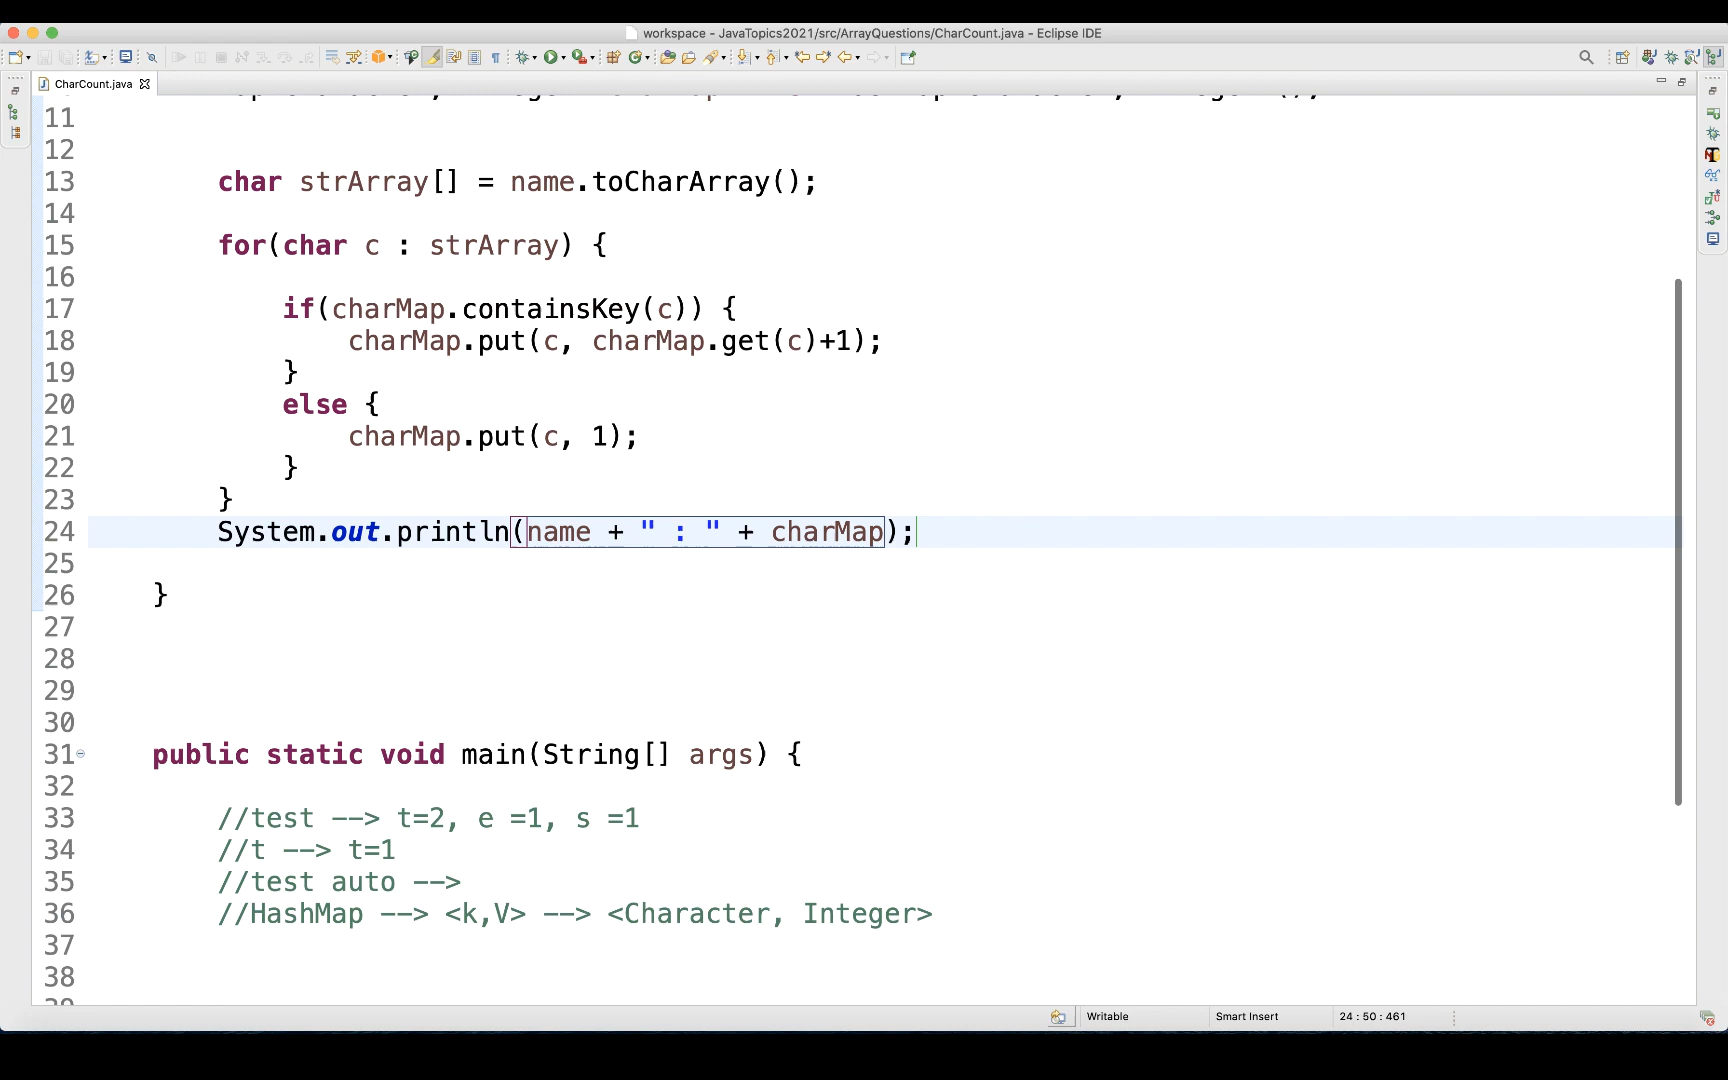 workspace - JavaTopics2021/src/ArrayQuestions/CharCount.java - Eclipse IDE
CharCount.java
11
12
13 char strArray[] = name.toCharArray();
14
15 for(char c : strArray) {
16
17 if(charMap.containsKey(c)) {
18 charMap.put(c, charMap.get(c)+1);
19 }
20 else {
21 charMap.put(c, 1);
22 }
23 }
24 System.out.println(name + " : " + charMap);
25
26 }
27
28
29
30
31 public static void main(String[] args) {
32
33 //test --> t=2, e =1, s =1
34 //t --> t=1
35 //test auto -->
36 //HashMap --> <k,V> --> <Character, Integer>
37
38
Writable Smart Insert 24 : 50 : 461